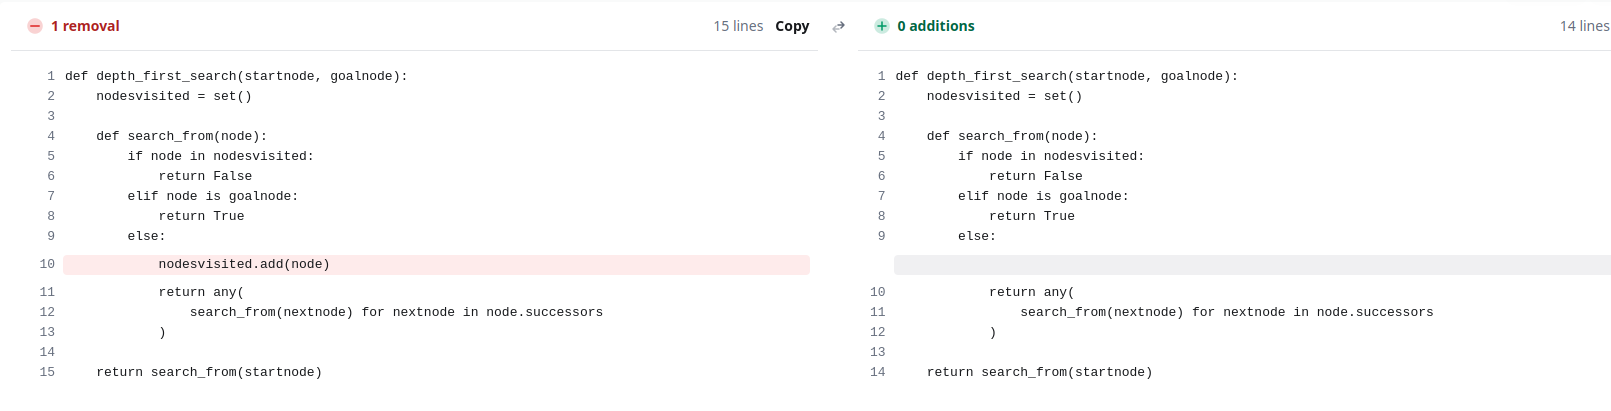 1 removal 15 lines Copy
1 def depth_first_search(startnode, goalnode):
2     nodesvisited = set()
3
4     def search_from(node):
5         if node in nodesvisited:
6             return False
7         elif node is goalnode:
8             return True
9         else:
10             nodesvisited.add(node)
11             return any(
12                 search_from(nextnode) for nextnode in node.successors
13             )
14
15     return search_from(startnode)
0 additions 14 lines
1 def depth_first_search(startnode, goalnode):
2     nodesvisited = set()
3
4     def search_from(node):
5         if node in nodesvisited:
6             return False
7         elif node is goalnode:
8             return True
9         else:
10             return any(
11                 search_from(nextnode) for nextnode in node.successors
12             )
13
14     return search_from(startnode)